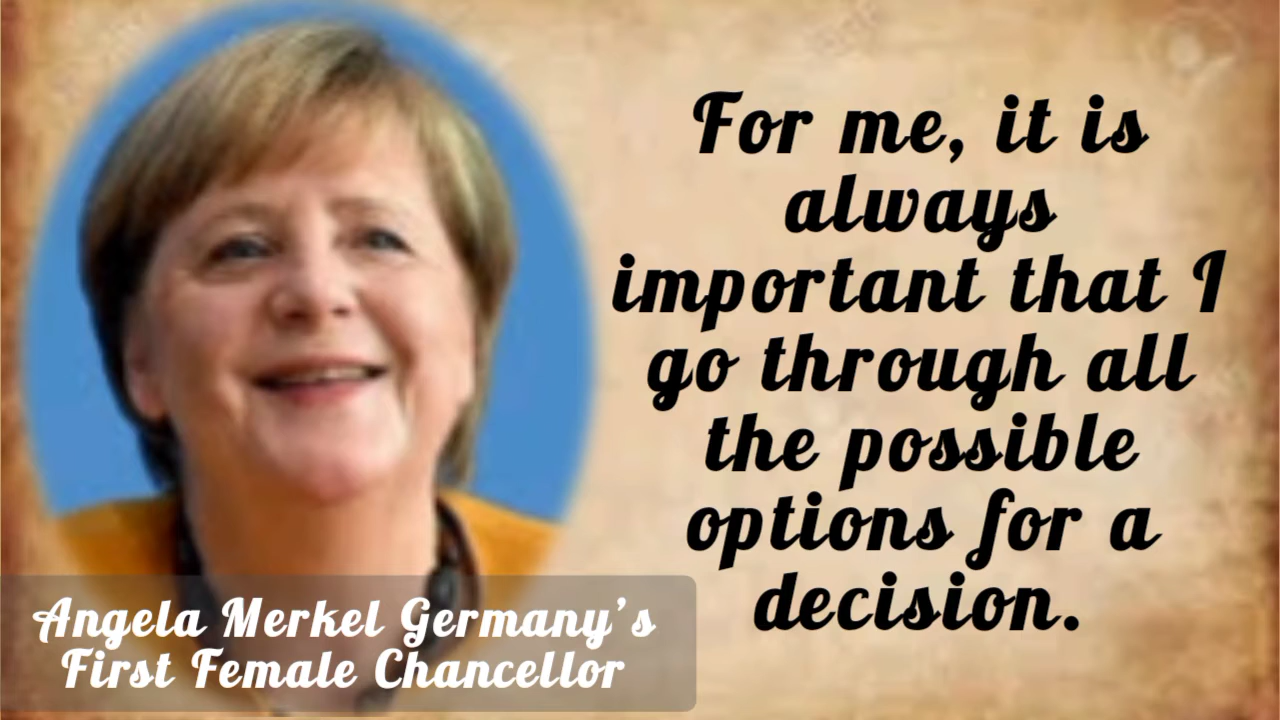 For me, it is
always
important that I
go through all
the possible
options for a
decision.
Angela Merkel Germany's
First Female Chancellor